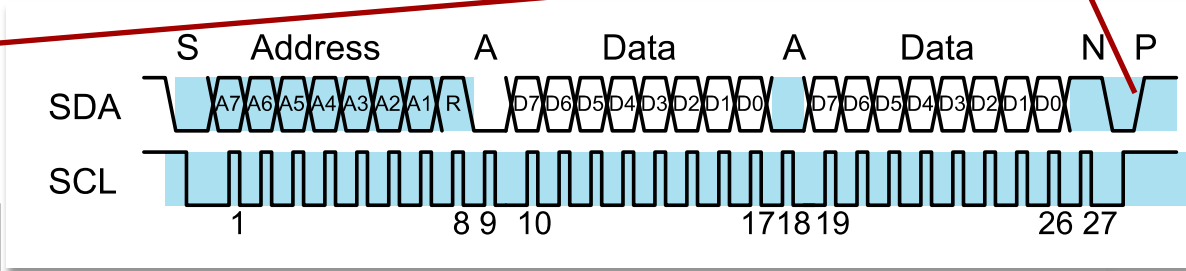 S Address A Data A Data N P
SDA A7 A6 A5 A4 A3 A2 A1 R D7 D6 D5 D4 D3 D2 D1 D0 D7 D6 D5 D4 D3 D2 D1 D0
SCL
1 8 9 10 17 18 19 26 27